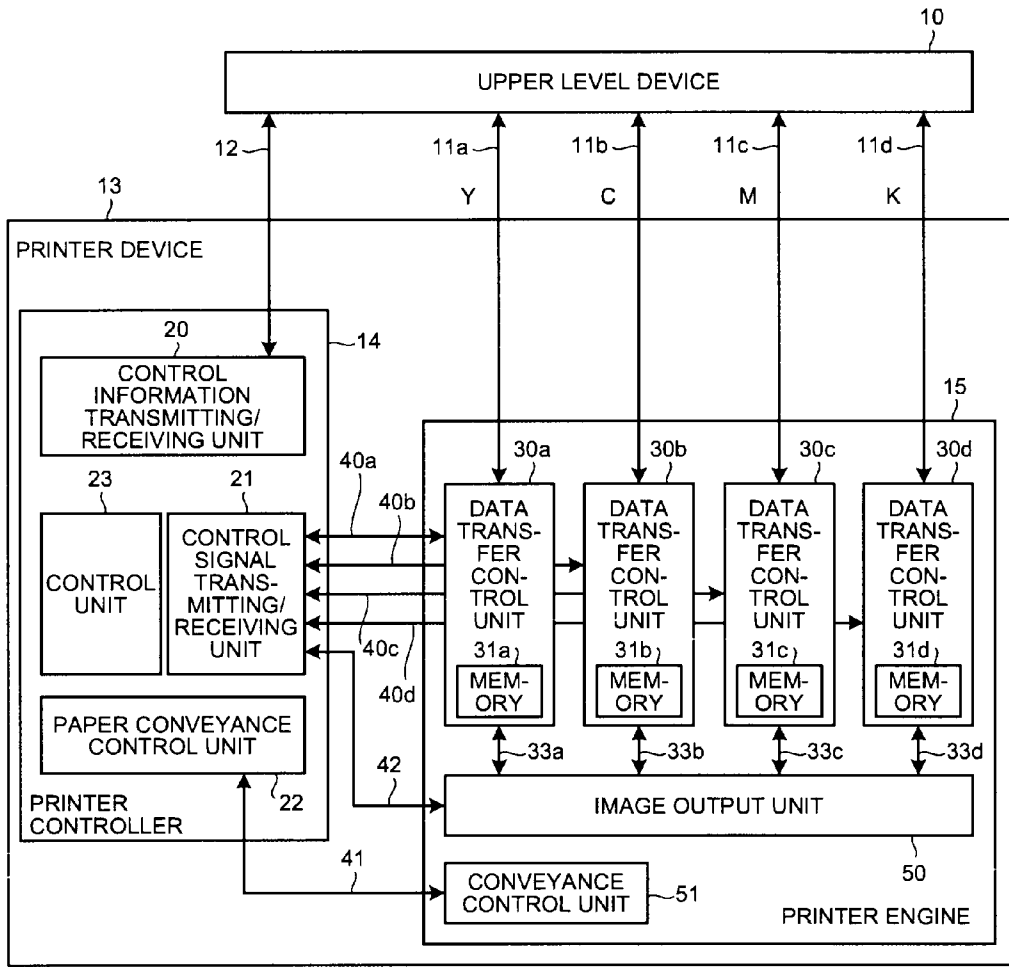 10
UPPER LEVEL DEVICE
12
11a
11b
11c
11d
Y
C
M
K
13
PRINTER DEVICE
14
20
CONTROL
INFORMATION
TRANSMITTING/
RECEIVING UNIT
15
30a
30b
30c
30d
23
21
40a
40b
CONTROL
UNIT
CONTROL
SIGNAL
TRANS-
MITTING/
RECEIVING
UNIT
DATA
TRANS-
FER
CON-
TROL
UNIT
DATA
TRANS-
FER
CON-
TROL
UNIT
DATA
TRANS-
FER
CON-
TROL
UNIT
DATA
TRANS-
FER
CON-
TROL
UNIT
40c
40d
31a
31b
31c
31d
MEM-
ORY
MEM-
ORY
MEM-
ORY
MEM-
ORY
PAPER CONVEYANCE
CONTROL UNIT
33a
33b
33c
33d
22
42
IMAGE OUTPUT UNIT
PRINTER
CONTROLLER
50
41
CONVEYANCE
CONTROL UNIT
51
PRINTER ENGINE